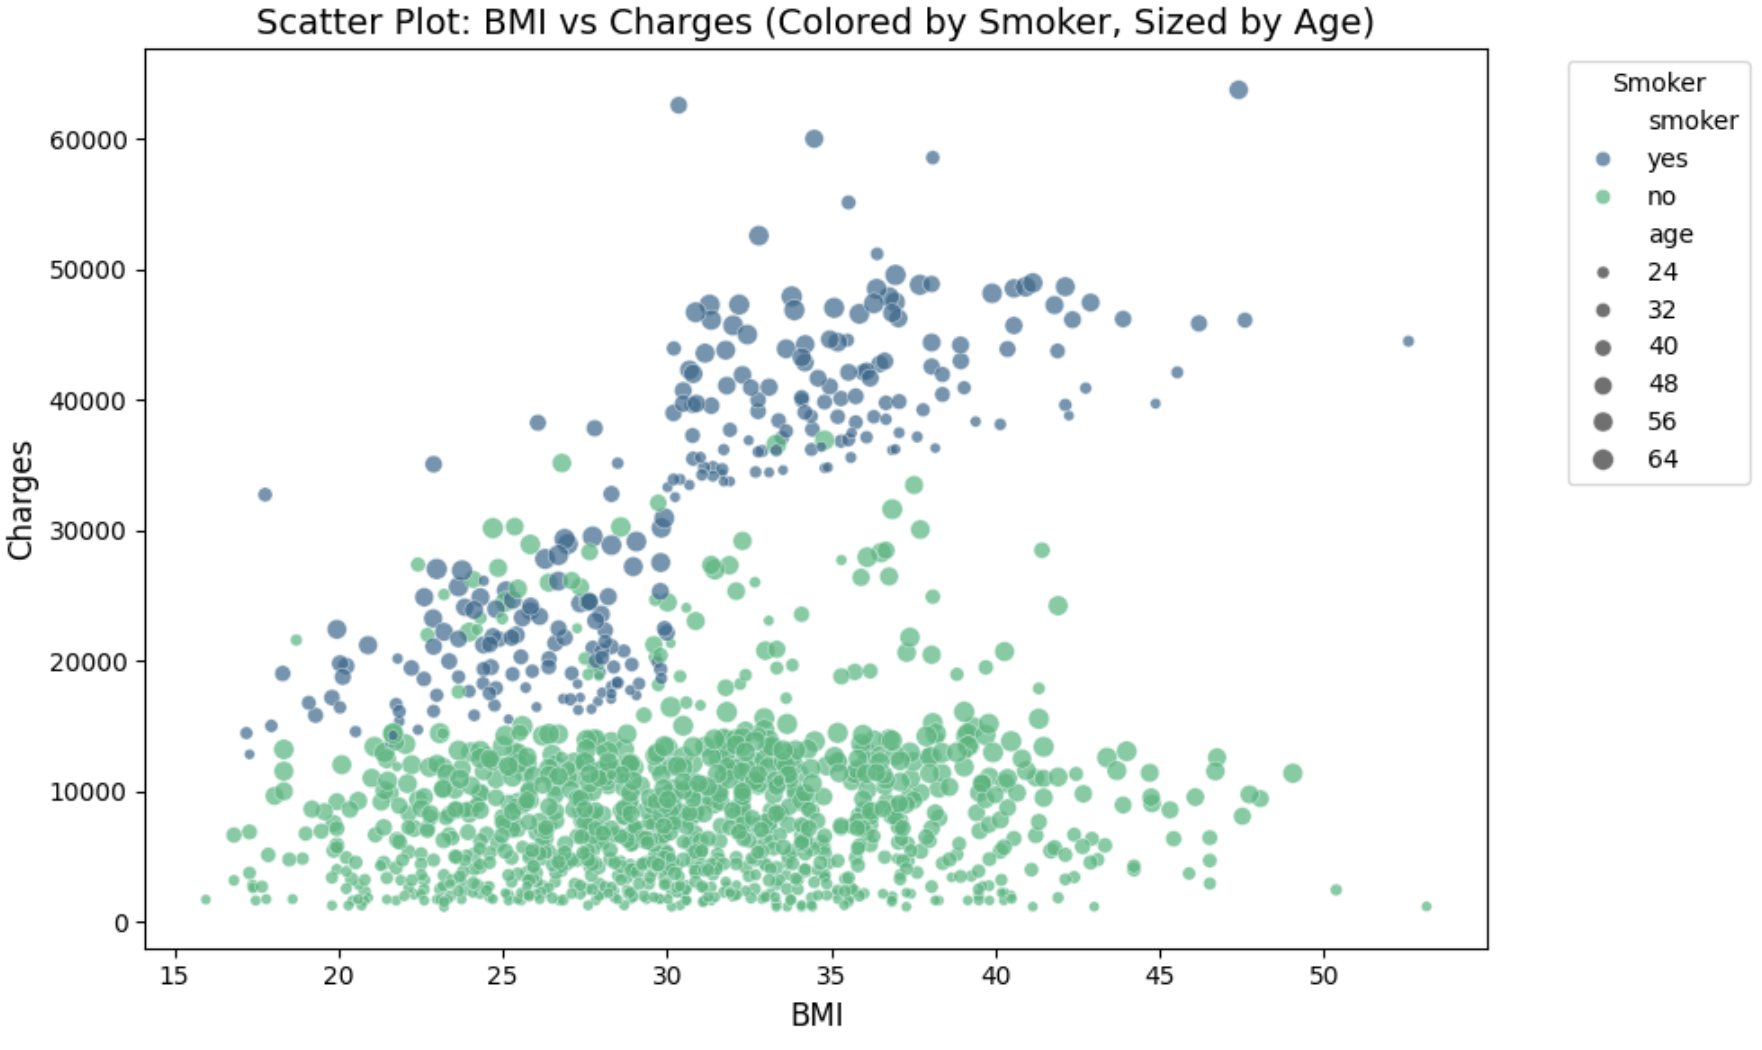 Scatter Plot: BMI vs Charges (Colored by Smoker, Sized by Age)
Charges
60000
50000
40000
30000
20000
10000
0
15 20 25 30 35 40 45 50
BMI
Smoker
smoker
yes
no
age
24
32
40
48
56
64